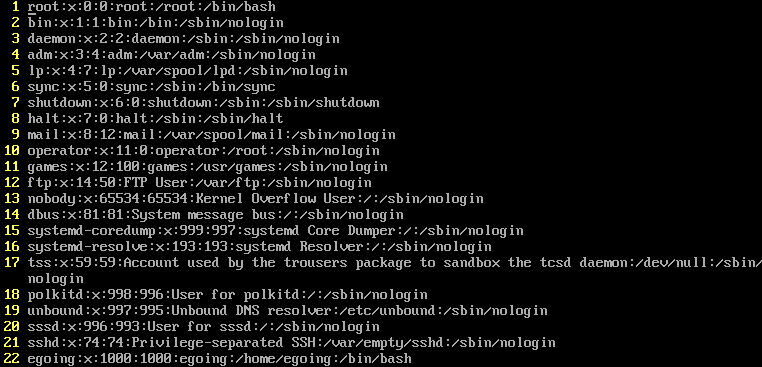 1 root:x:0:0:root:/root:/bin/bash
2 bin:x:1:1:bin:/bin:/sbin/nologin
3 daemon:x:2:2:daemon:/sbin:/sbin/nologin
4 adm:x:3:4:adm:/var/adm:/sbin/nologin
5 lp:x:4:7:lp:/var/spool/lpd:/sbin/nologin
6 sync:x:5:0:sync:/sbin:/bin/sync
7 shutdown:x:6:0:shutdown:/sbin:/sbin/shutdown
8 halt:x:7:0:halt:/sbin:/sbin/halt
9 mail:x:8:12:mail:/var/spool/mail:/sbin/nologin
10 operator:x:11:0:operator:/root:/sbin/nologin
11 games:x:12:100:games:/usr/games:/sbin/nologin
12 ftp:x:14:50:FTP User:/var/ftp:/sbin/nologin
13 nobody:x:65534:65534:Kernel Overflow User:/:/sbin/nologin
14 dbus:x:81:81:System message bus:/:/sbin/nologin
15 systemd-coredump:x:999:997:systemd Core Dumper:/:/sbin/nologin
16 systemd-resolve:x:193:193:systemd Resolver:/:/sbin/nologin
17 tss:x:59:59:Account used by the trousers package to sandbox the tcsd daemon:/dev/null:/sbin/
nologin
18 polkitd:x:998:996:User for polkitd:/:/sbin/nologin
19 unbound:x:997:995:Unbound DNS resolver:/etc/unbound:/sbin/nologin
20 sssd:x:996:993:User for sssd:/:/sbin/nologin
21 sshd:x:74:74:Privilege-separated SSH:/var/empty/sshd:/sbin/nologin
22 egoing:x:1000:1000:egoing:/home/egoing:/bin/bash